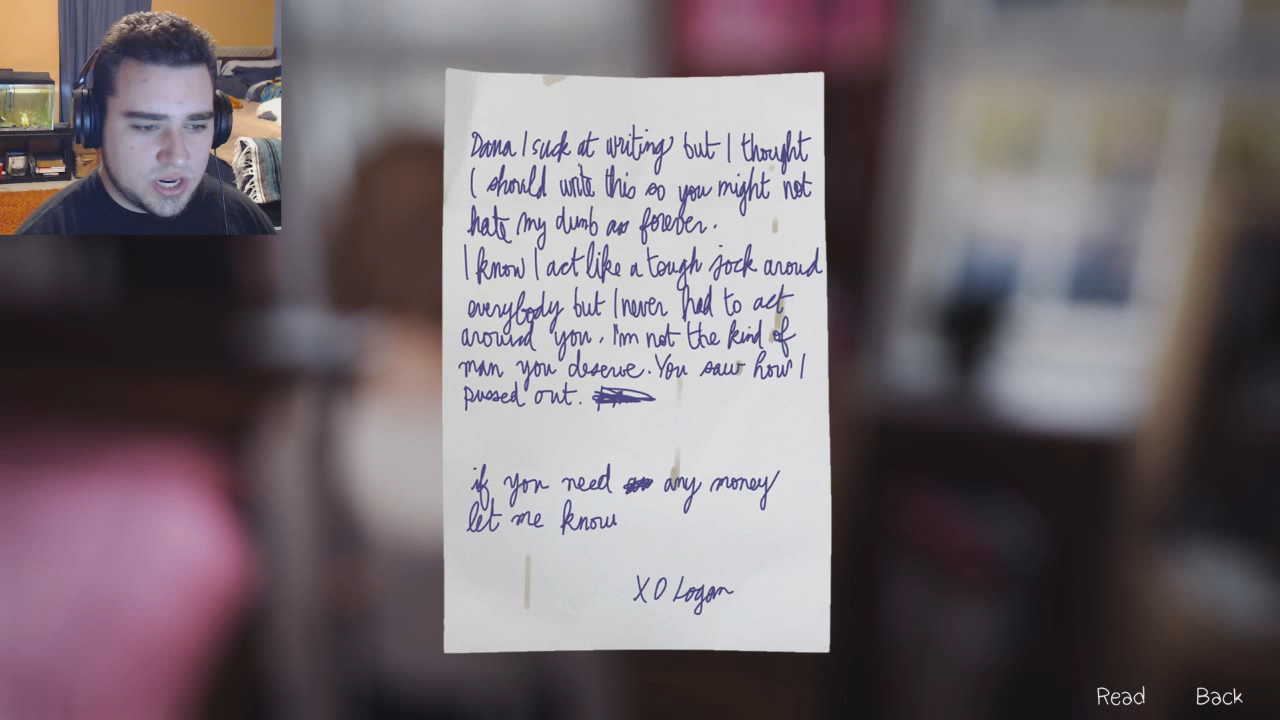 Dana I suck at writing but I thought
I should write this so you might not
hate my dumb ass forever.
I know I act like a tough jock aroud
everybody but I never had to act
around you. I'm not the kind of
man you deserve. You saw how I
pussed out.
if you need any money
let me know
XO Logan
Read
Back